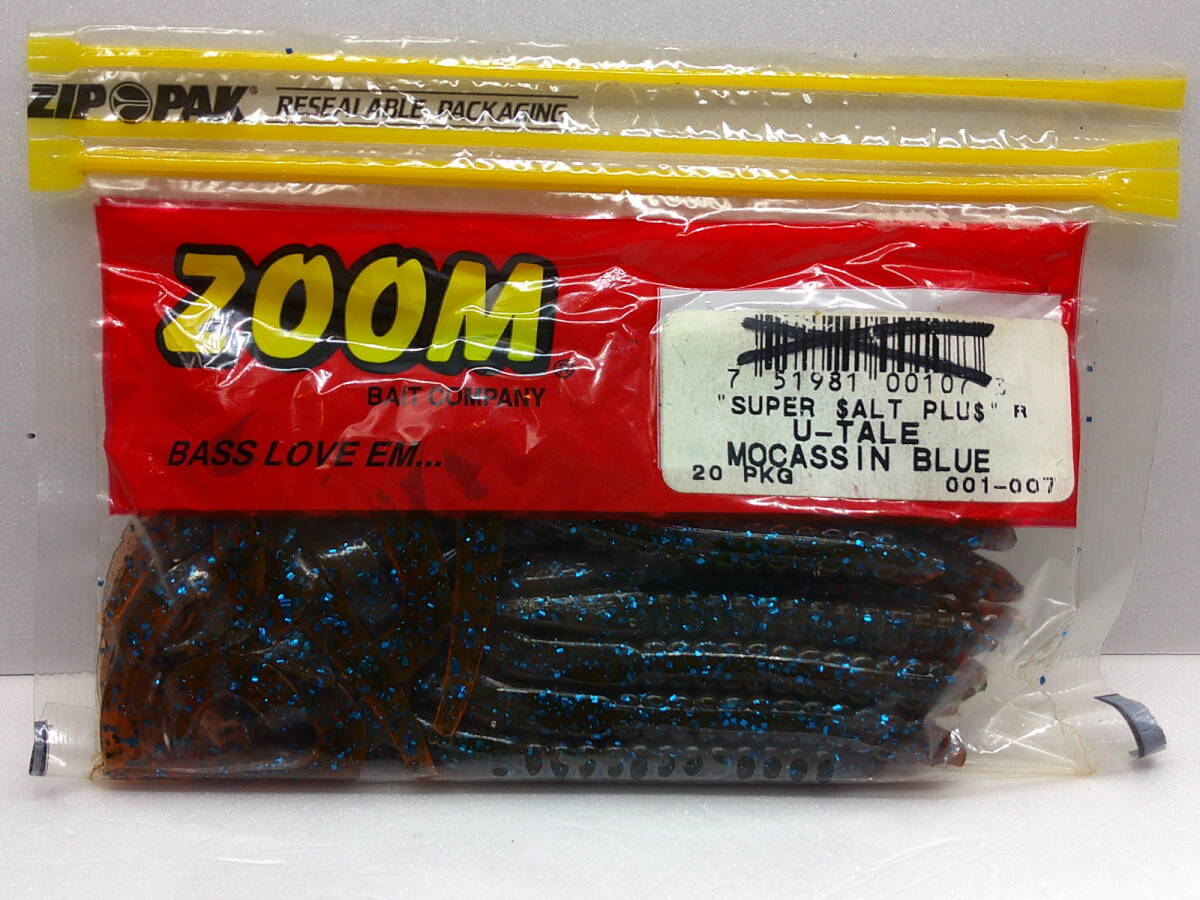 ZIP PAK® RESEALABLE PACKAGING
ZOOM®
BAIT COMPANY
BASS LOVE EM...
7 51981 00107 3
"SUPER $ALT PLU$" R
U-TALE
MOCASSIN BLUE
20 PKG 001-007